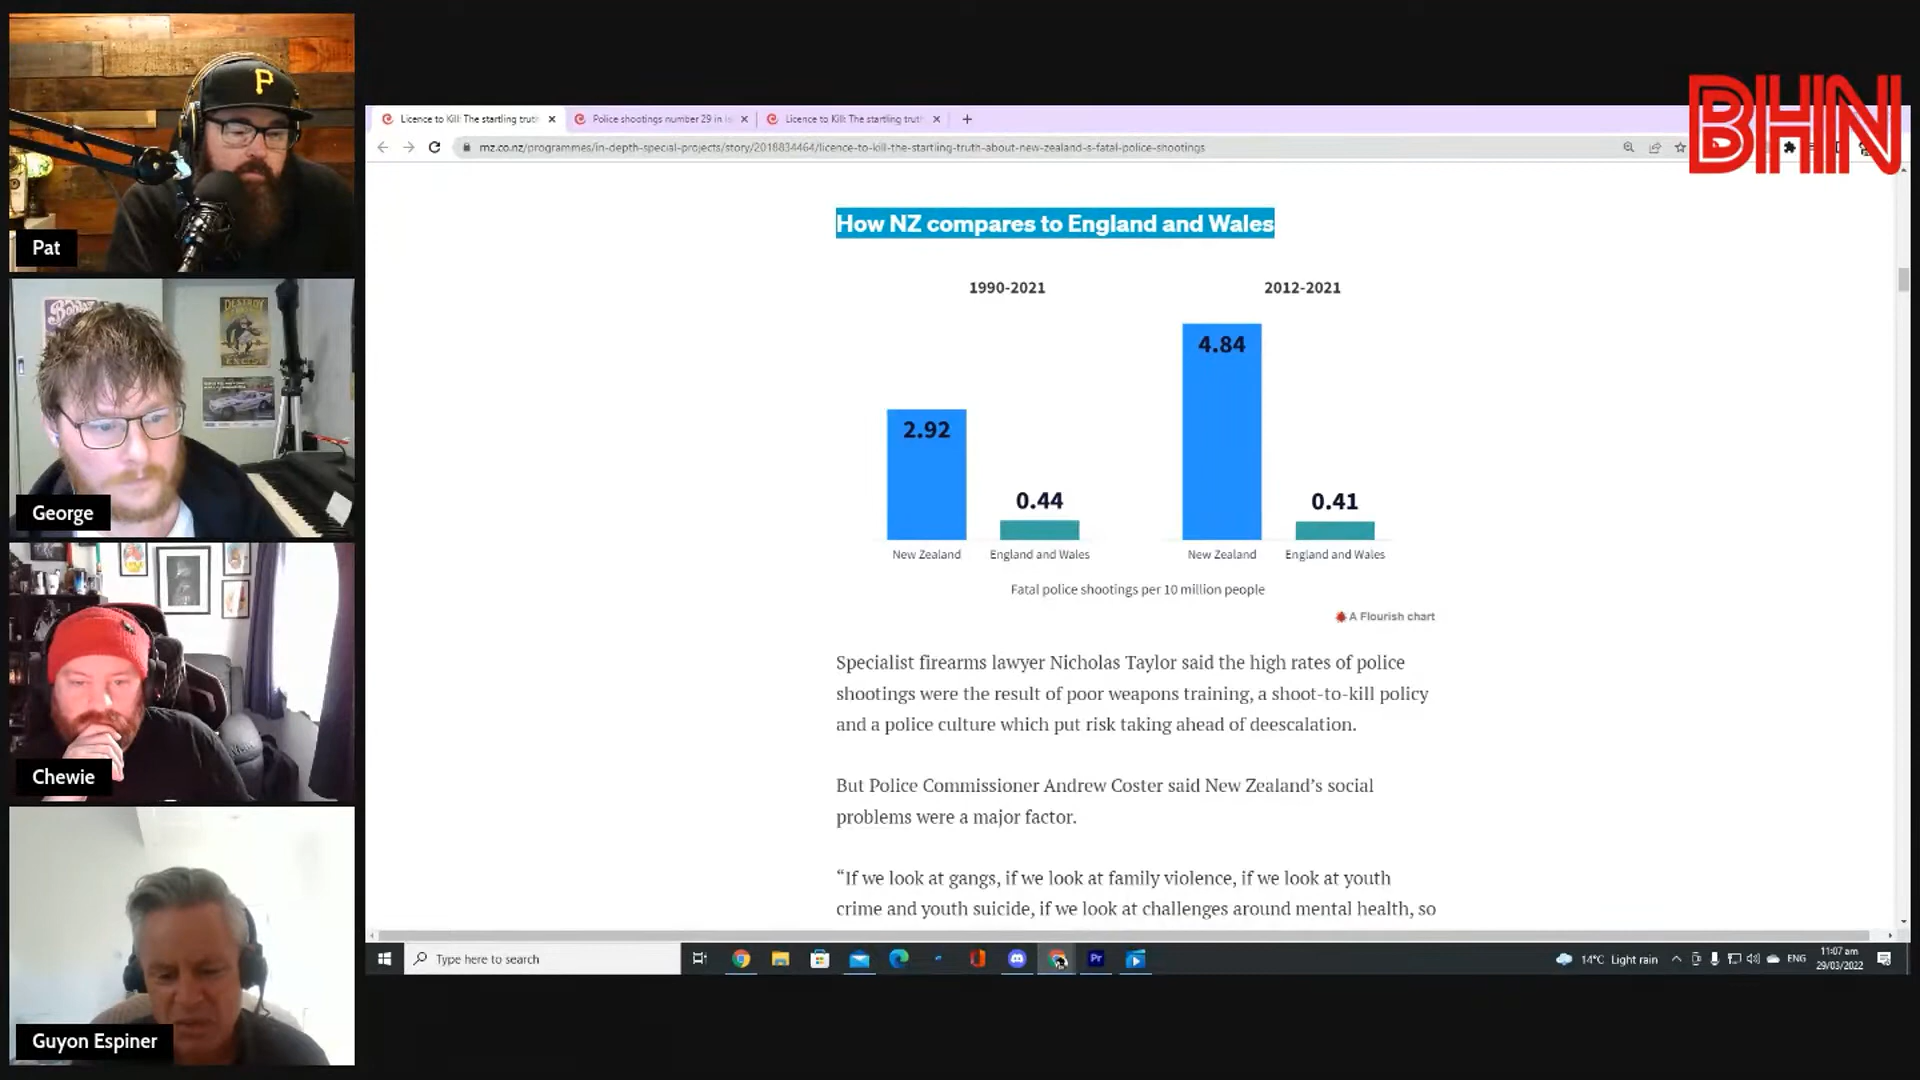 BHN
Licence to Kill: The startling trut
Police shootings number 29 in
Licence to Kill: The startling trut
rnz.co.nz/programmes/in-depth-special-projects/story/2018834464/licence-to-kill-the-startling-truth-about-new-zealand-s-fatal-police-shootings
Pat
George
Chewie
Guyon Espiner
P
DESTROY
How NZ compares to England and Wales
1990-2021
2012-2021
2.92
0.44
4.84
0.41
New Zealand
England and Wales
New Zealand
England and Wales
Fatal police shootings per 10 million people
A Flourish chart
Specialist firearms lawyer Nicholas Taylor said the high rates of police
shootings were the result of poor weapons training, a shoot-to-kill policy
and a police culture which put risk taking ahead of deescalation.
But Police Commissioner Andrew Coster said New Zealand’s social
problems were a major factor.
“If we look at gangs, if we look at family violence, if we look at youth
crime and youth suicide, if we look at challenges around mental health, so
Type here to search
Pr
14°C Light rain
ENG
11:07 am
29/03/2022